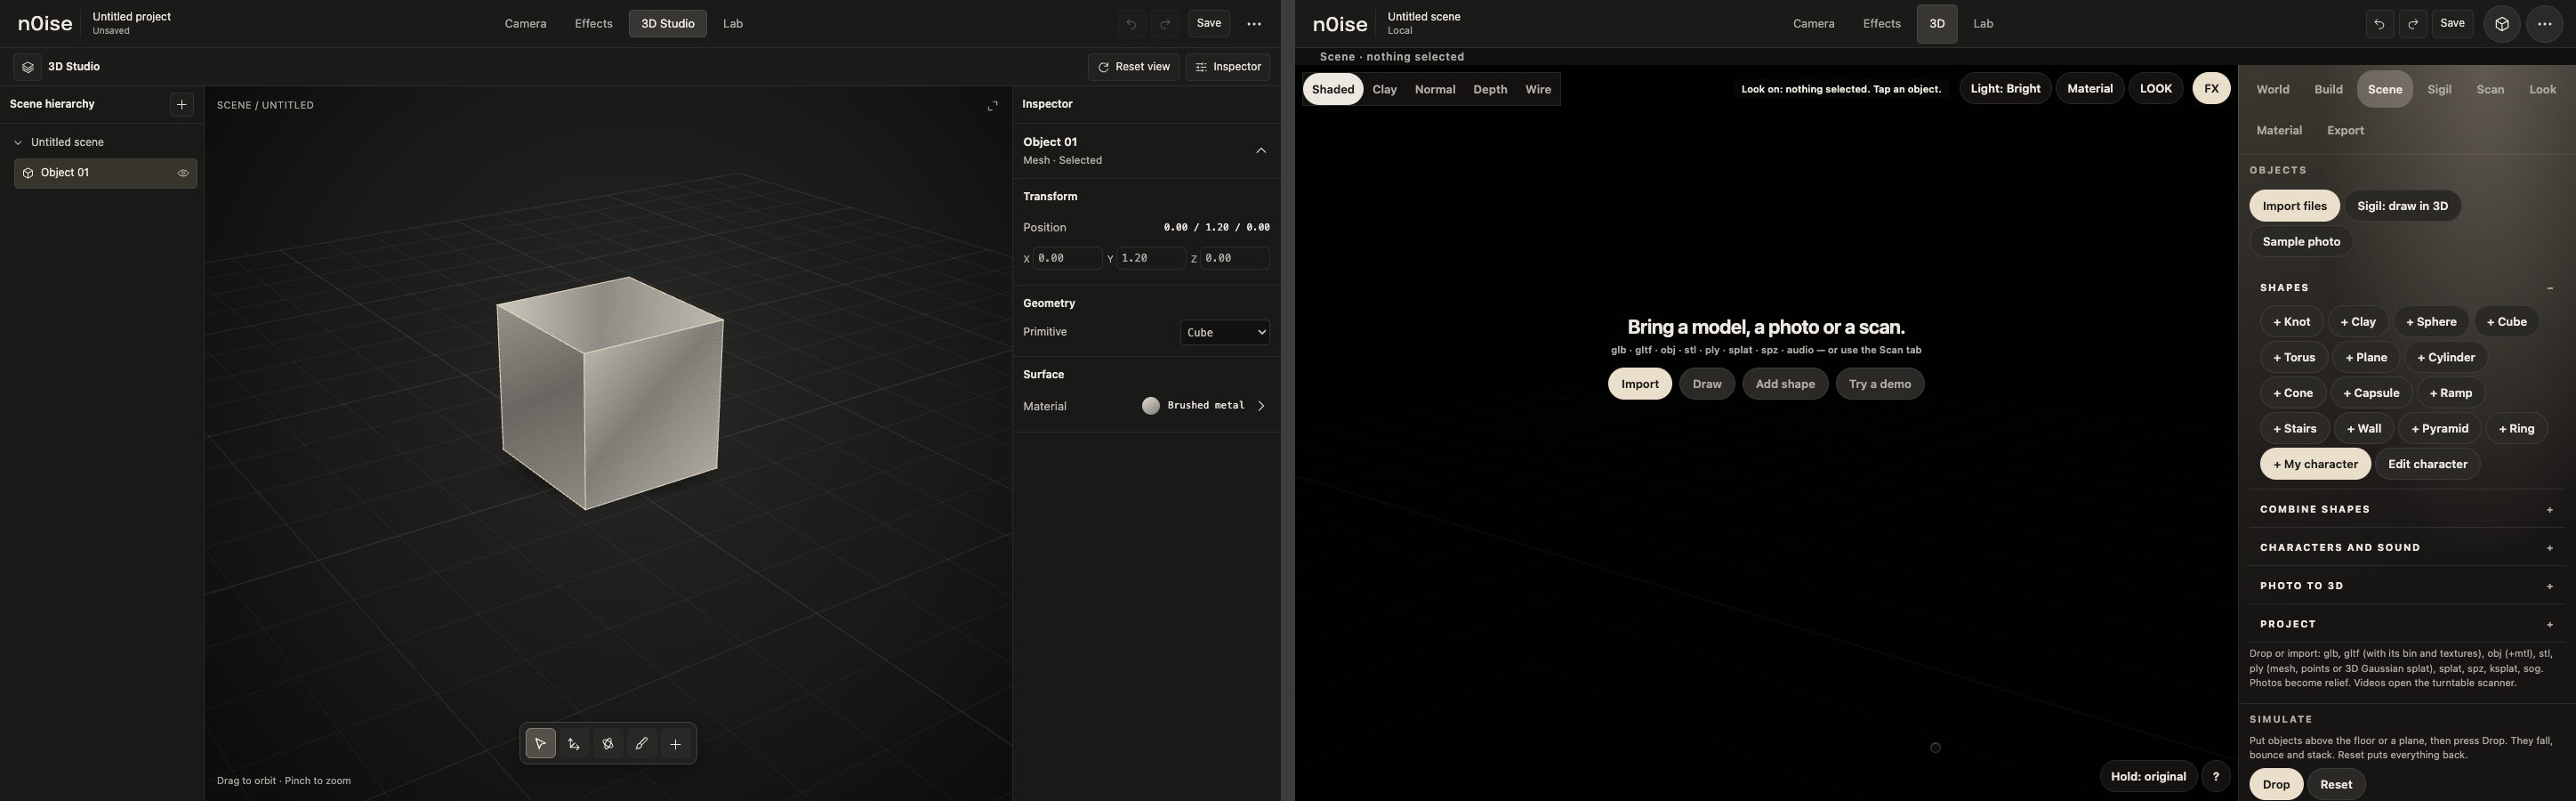 n0ise
Untitled project
Unsaved
Camera
Effects
3D Studio
Lab
Save
3D Studio
Reset view
Inspector
Scene hierarchy
Untitled scene
Object 01
SCENE / UNTITLED
Drag to orbit · Pinch to zoom
Inspector
Object 01
Mesh · Selected
Transform
Position
0.00 / 1.20 / 0.00
X 0.00 Y 1.20 Z 0.00
Geometry
Primitive
Cube
Surface
Material
Brushed metal
n0ise
Untitled scene
Local
Camera
Effects
3D
Lab
Save
Scene · nothing selected
Shaded
Clay
Normal
Depth
Wire
Look on: nothing selected. Tap an object.
Light: Bright
Material
LOOK
FX
Bring a model, a photo or a scan.
glb · gltf · obj · stl · ply · splat · spz · audio — or use the Scan tab
Import
Draw
Add shape
Try a demo
Hold: original
?
World
Build
Scene
Sigil
Scan
Look
Material
Export
OBJECTS
Import files
Sigil: draw in 3D
Sample photo
SHAPES −
+ Knot
+ Clay
+ Sphere
+ Cube
+ Torus
+ Plane
+ Cylinder
+ Cone
+ Capsule
+ Ramp
+ Stairs
+ Wall
+ Pyramid
+ Ring
+ My character
Edit character
COMBINE SHAPES +
CHARACTERS AND SOUND +
PHOTO TO 3D +
PROJECT +
Drop or import: glb, gltf (with its bin and textures), obj (+mtl), stl,
ply (mesh, points or 3D Gaussian splat), splat, spz, ksplat, sog.
Photos become relief. Videos open the turntable scanner.
SIMULATE
Put objects above the floor or a plane, then press Drop. They fall,
bounce and stack. Reset puts everything back.
Drop
Reset